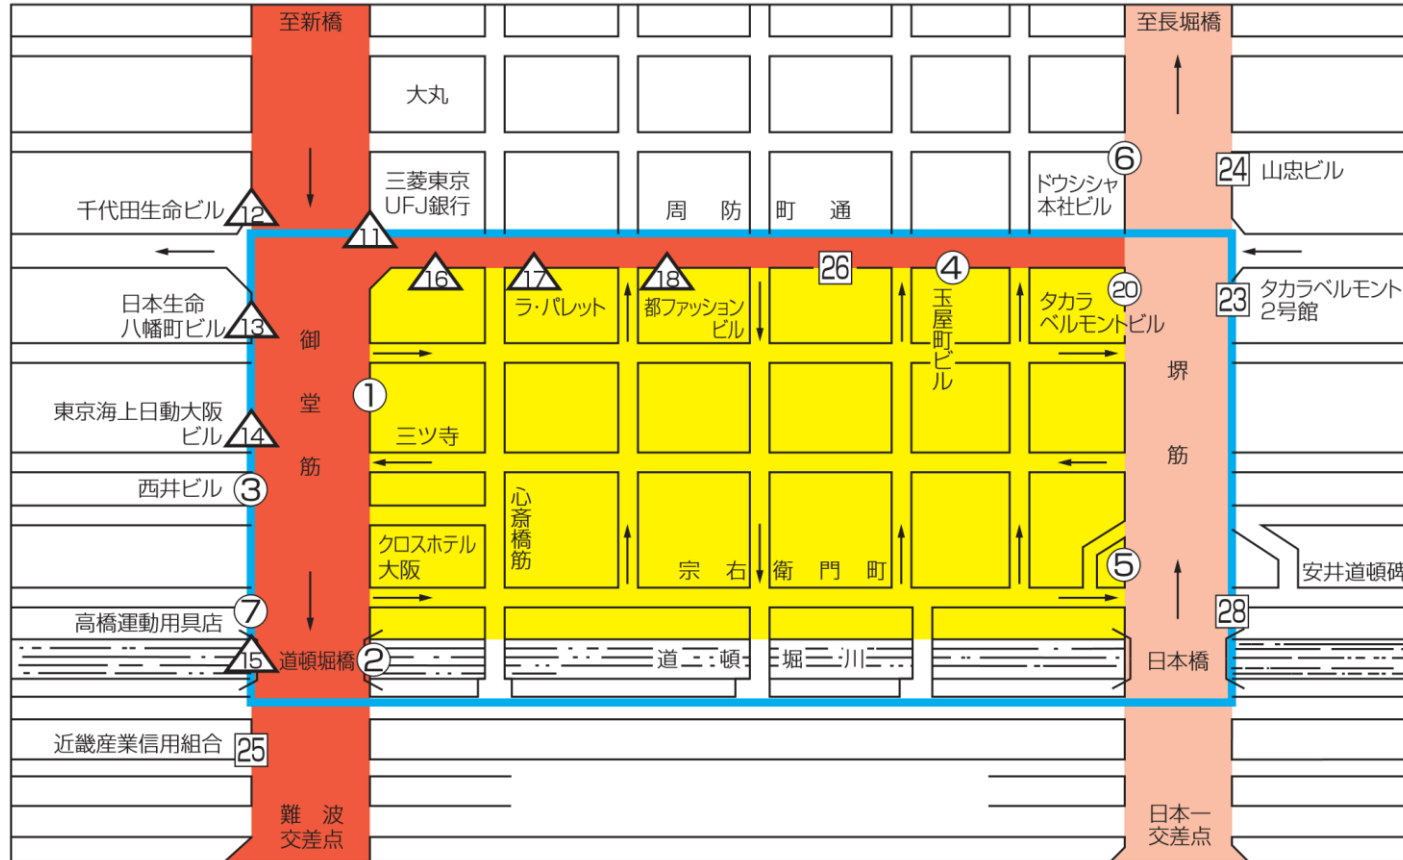 至新橋
至長堀橋
大丸
三菱東京
UFJ銀行
周防町通
ドウシシャ
本社ビル
⑥
24
山忠ビル
千代田生命ビル
12
11
16
17
18
26
④
⑳
23
タカラベルモント
2号館
日本生命
八幡町ビル
13
ラ・パレット
都ファッション
ビル
玉屋町ビル
タカラ
ベルモントビル
御堂筋
堺筋
①
東京海上日動大阪
ビル
14
三ツ寺
西井ビル
③
心斎橋筋
クロスホテル
大阪
宗右衛門町
⑤
安井道頓碑
高橋運動用具店
⑦
28
15
道頓堀橋
②
道頓堀川
日本橋
近畿産業信用組合
25
難波
交差点
日本一
交差点